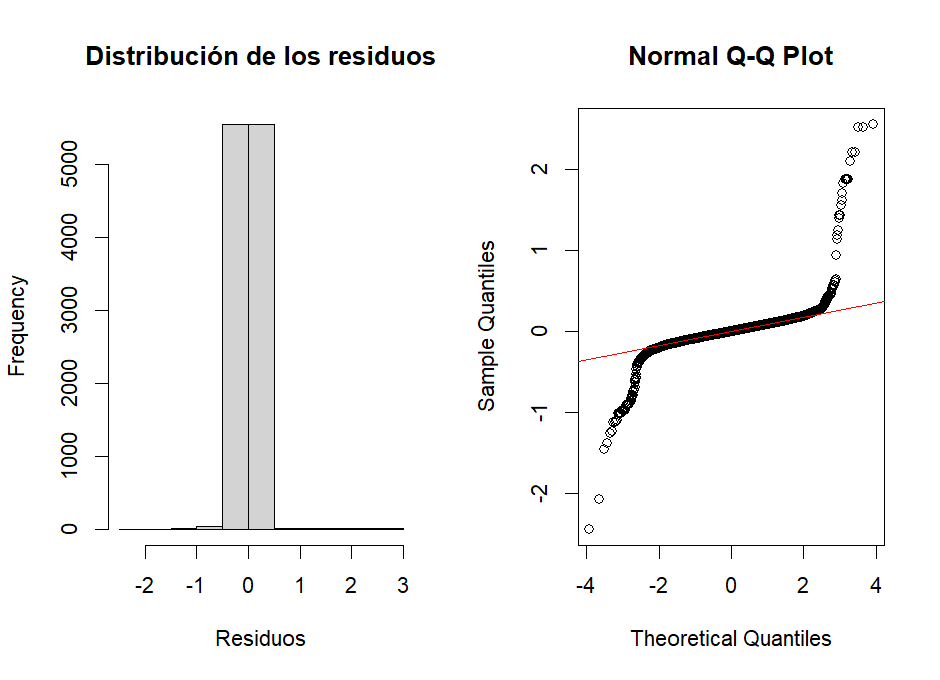 Distribución de los residuos
Frequency
5000
4000
3000
2000
1000
0
-2 -1 0 1 2 3
Residuos
Normal Q-Q Plot
Sample Quantiles
2
1
0
-1
-2
-4 -2 0 2 4
Theoretical Quantiles